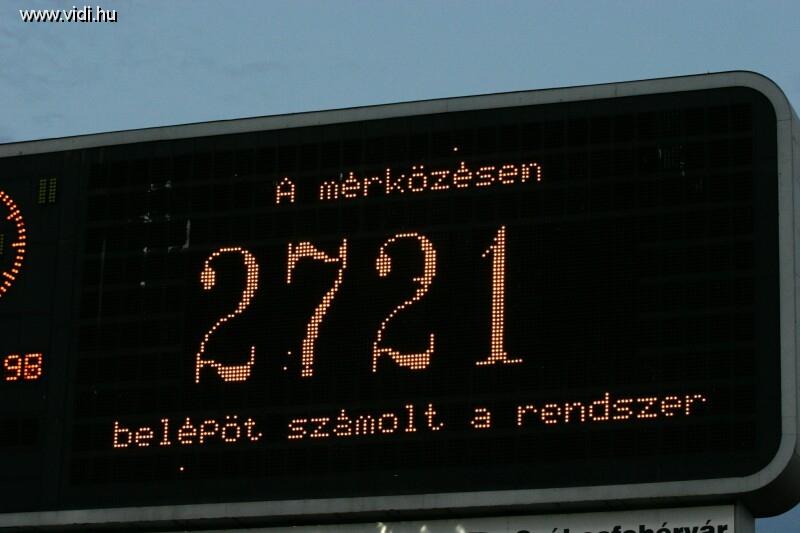 www.vidi.hu
A mérközésen
2721
98
belépöt számolt a rendszer